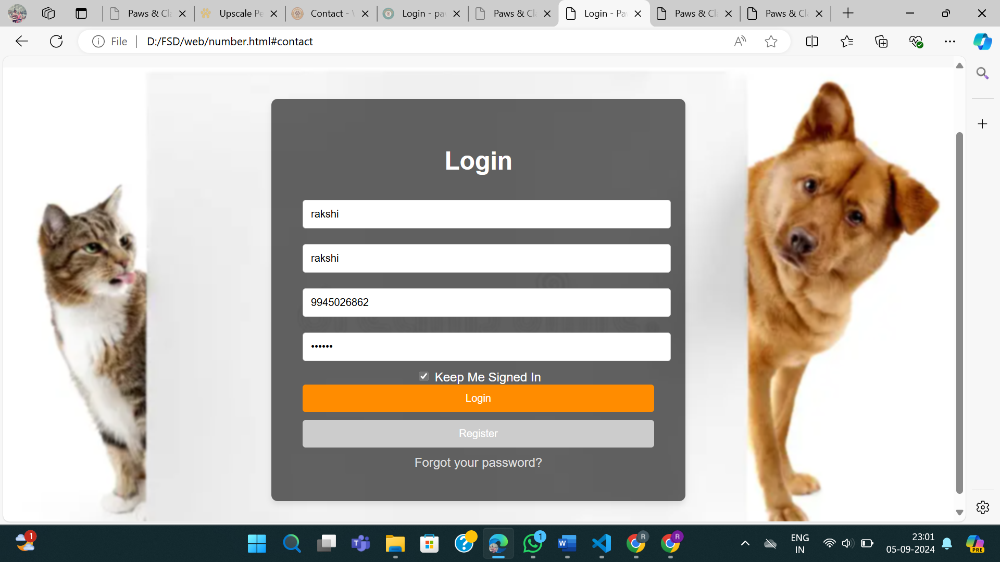 Paws & Cl
Upscale Pe
Contact -
Login - pa
Paws & Cl
Login - Pa
Paws & Cl
Paws & Cl
File
D:/FSD/web/number.html#contact
Login
rakshi
rakshi
9945026862
••••••
Keep Me Signed In
Login
Register
Forgot your password?
1
1
R
R
ENG
IN
23:01
05-09-2024
PRE